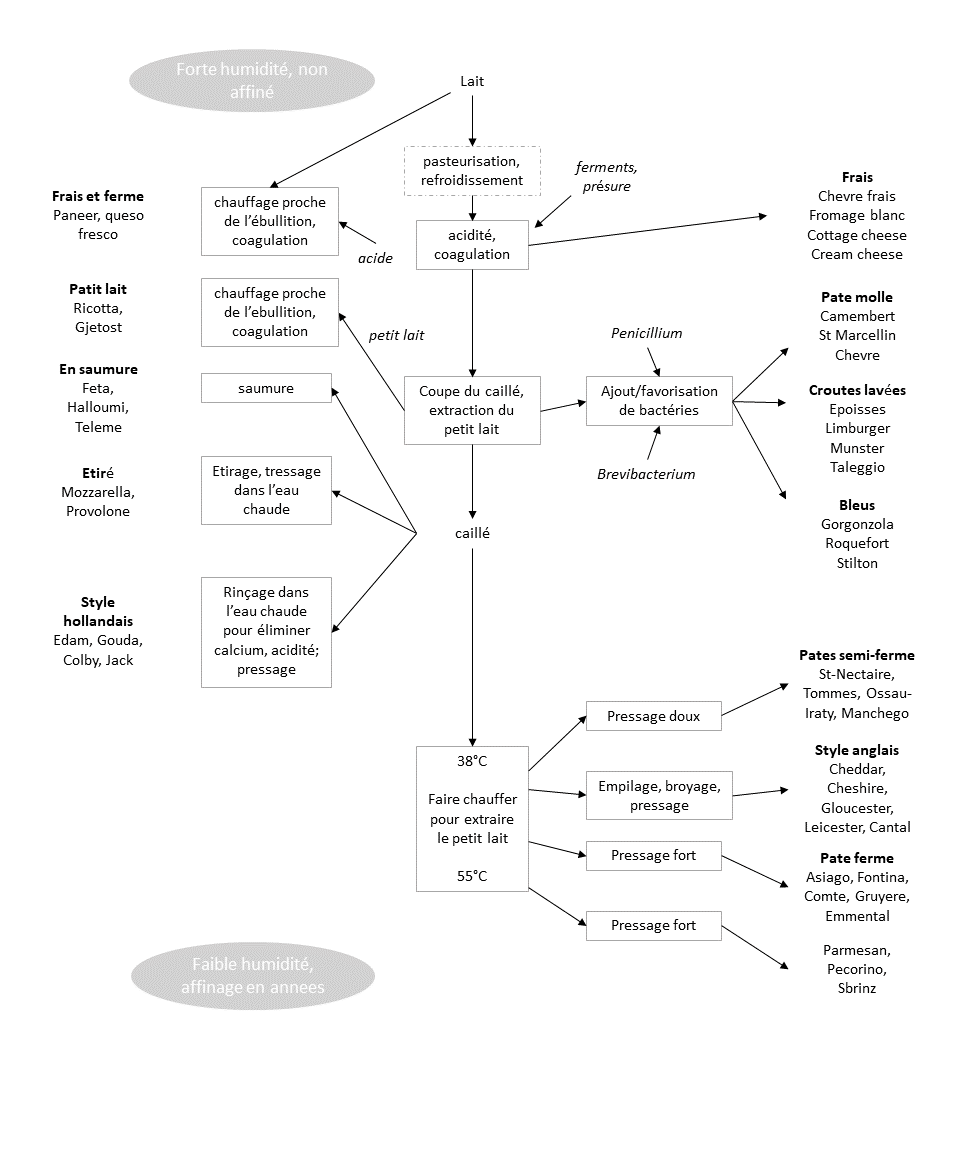 Forte humidité, non
affiné
Lait
pasteurisation,
refroidissement
ferments,
présure
Frais et ferme
Paneer, queso
fresco
chauffage proche
de l'ébullition,
coagulation
acide
acidité,
coagulation
Frais
Chevre frais
Fromage blanc
Cottage cheese
Cream cheese
Patit lait
Ricotta,
Gjetost
chauffage proche
de l'ebullition,
coagulation
petit lait
Penicillium
Pate molle
Camembert
St Marcellin
Chevre
En saumure
Feta,
Halloumi,
Teleme
saumure
Coupe du caillé,
extraction du
petit lait
Ajout/favorisation
de bactéries
Brevibacterium
Croutes lavées
Epoisses
Limburger
Munster
Taleggio
Etiré
Mozzarella,
Provolone
Etirage, tressage
dans l'eau
chaude
caillé
Bleus
Gorgonzola
Roquefort
Stilton
Style
hollandais
Edam, Gouda,
Colby, Jack
Rinçage dans
l'eau chaude
pour éliminer
calcium, acidité;
pressage
38°C
Faire chauffer
pour extraire
le petit lait
55°C
Pressage doux
Pates semi-ferme
St-Nectaire,
Tommes, Ossau-
Iraty, Manchego
Empilage, broyage,
pressage
Style anglais
Cheddar,
Cheshire,
Gloucester,
Leicester, Cantal
Pressage fort
Pate ferme
Asiago, Fontina,
Comte, Gruyere,
Emmental
Pressage fort
Parmesan,
Pecorino,
Sbrinz
Faible humidité,
affinage en annees